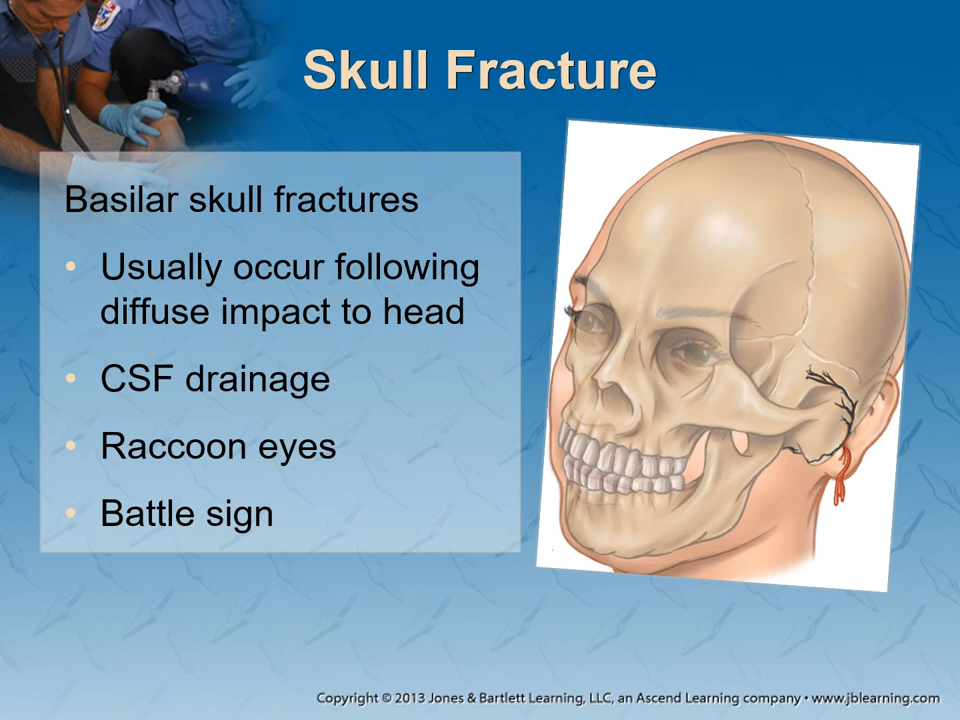 Skull Fracture
Basilar skull fractures
• Usually occur following
diffuse impact to head
• CSF drainage
• Raccoon eyes
• Battle sign
Copyright © 2013 Jones & Bartlett Learning, LLC, an Ascend Learning company • www.jblearning.com